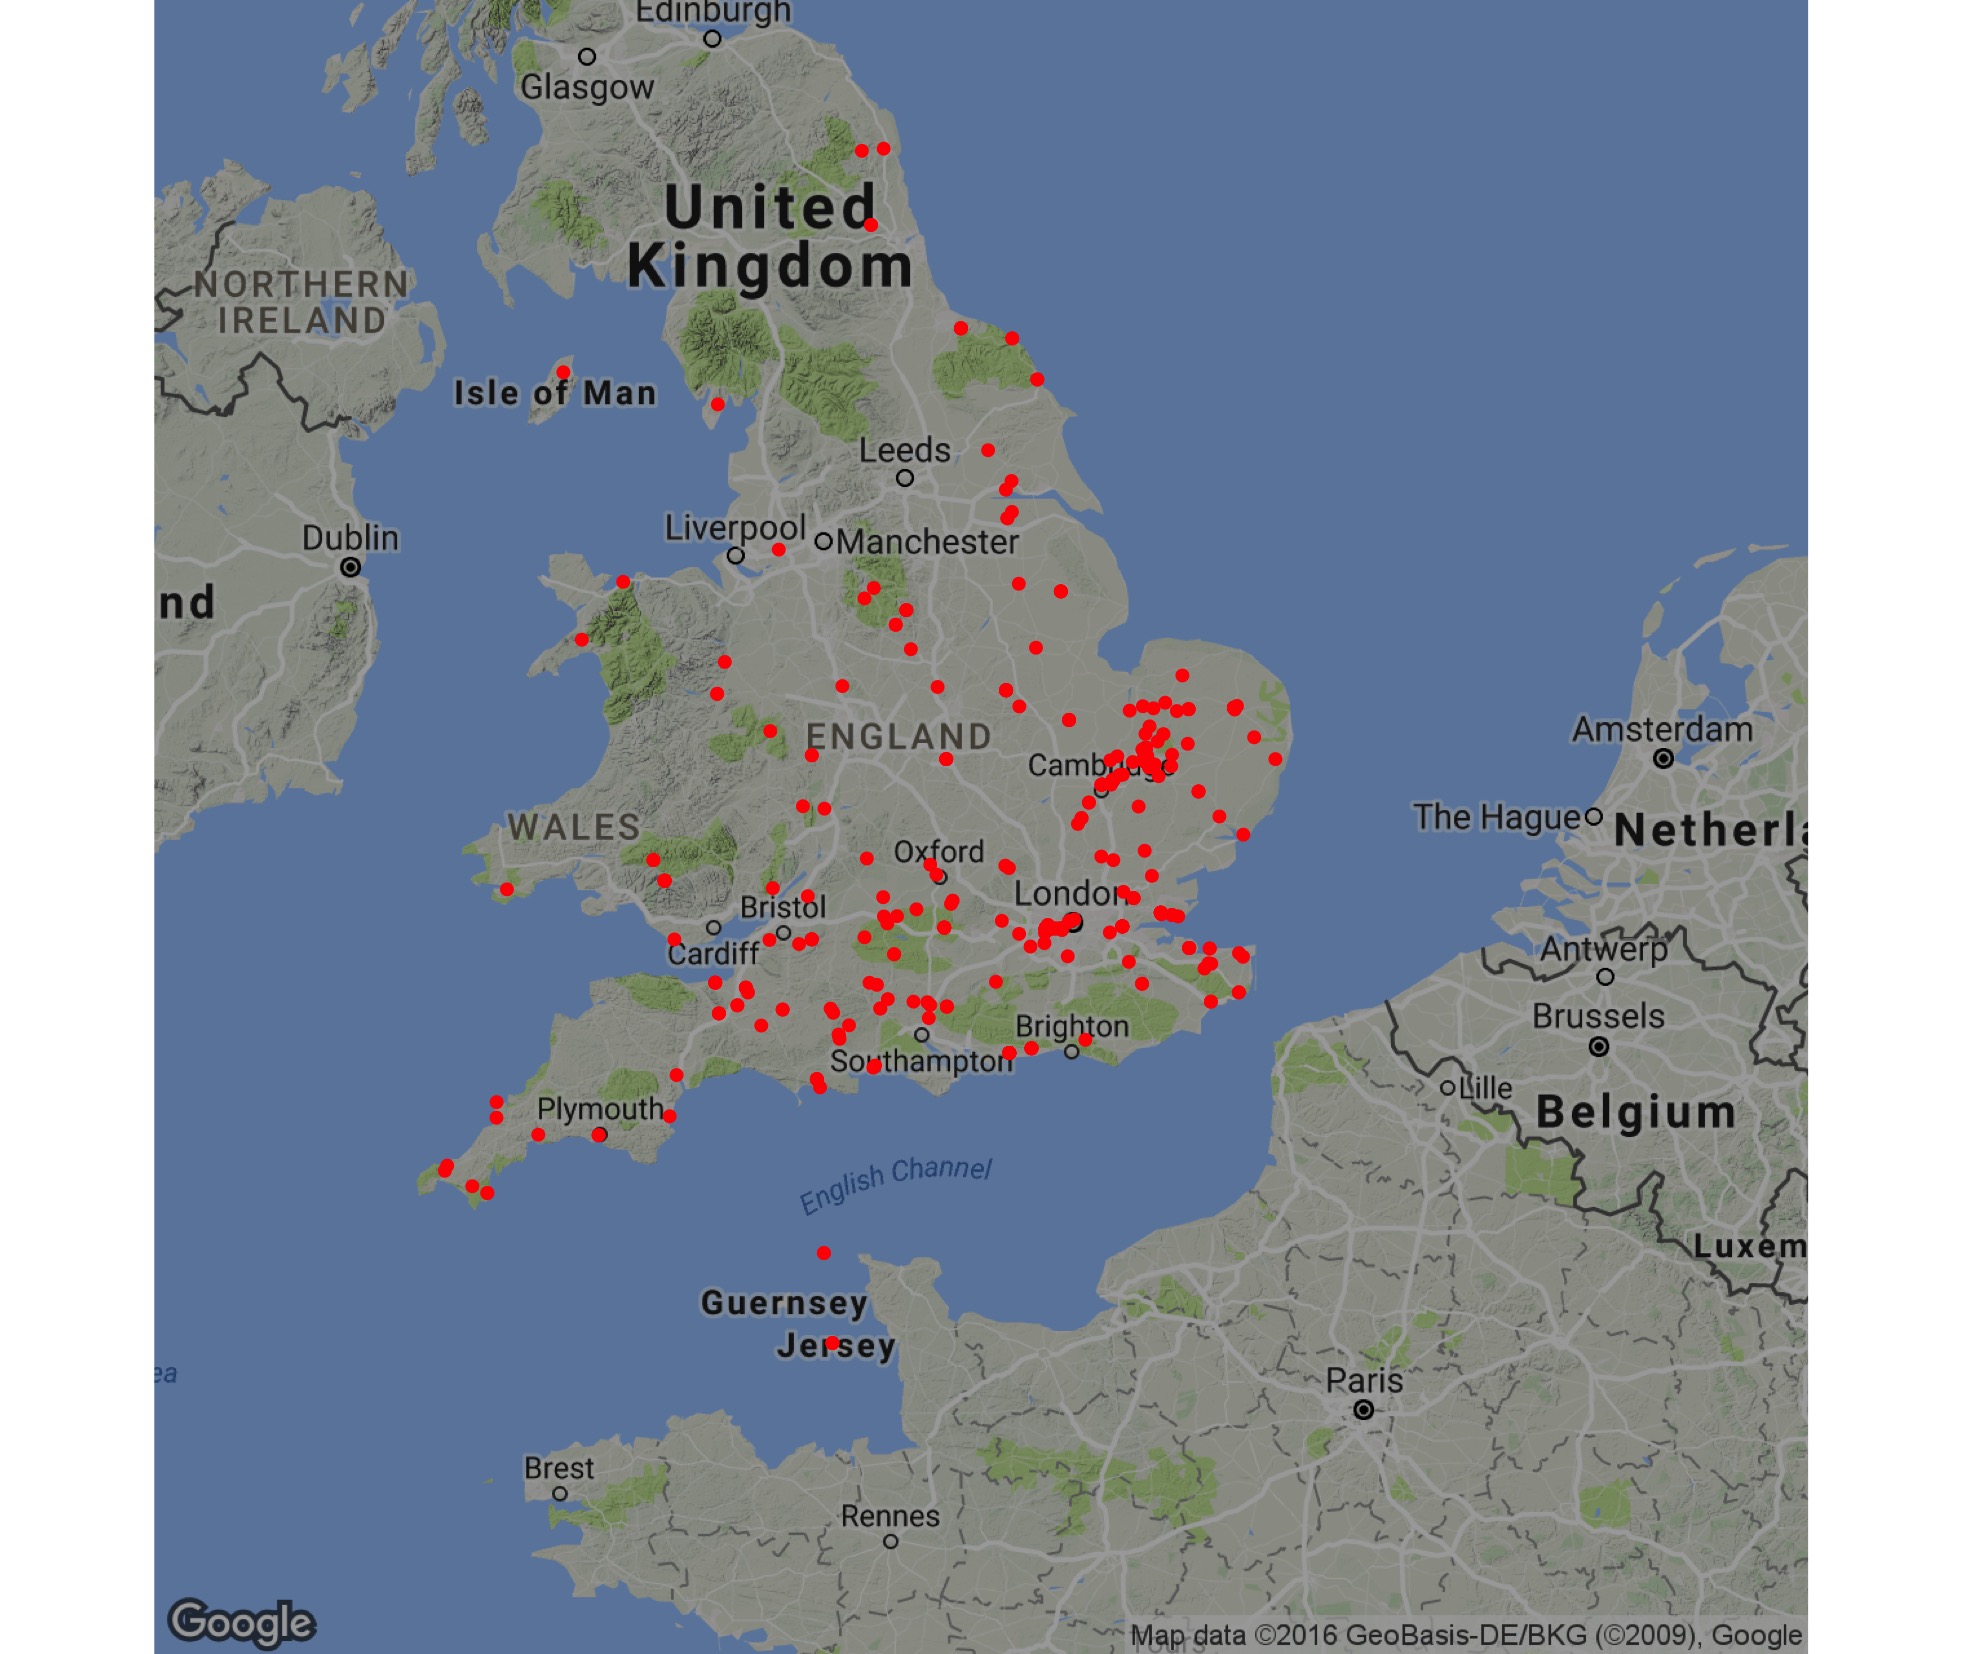 Edinburgh
Glasgow
United
Kingdom
NORTHERN
IRELAND
Isle of Man
Leeds
Dublin
Liverpool
Manchester
nd
ENGLAND
Amsterdam
Cambridge
The Hague
Netherla
WALES
Oxford
London
Bristol
Cardiff
Antwerp
Brussels
Brighton
Southampton
Lille
Plymouth
Belgium
English Channel
Luxem
Guernsey
Jersey
ea
Paris
Brest
Rennes
Google
Map data ©2016 GeoBasis-DE/BKG (©2009), Google
Tours